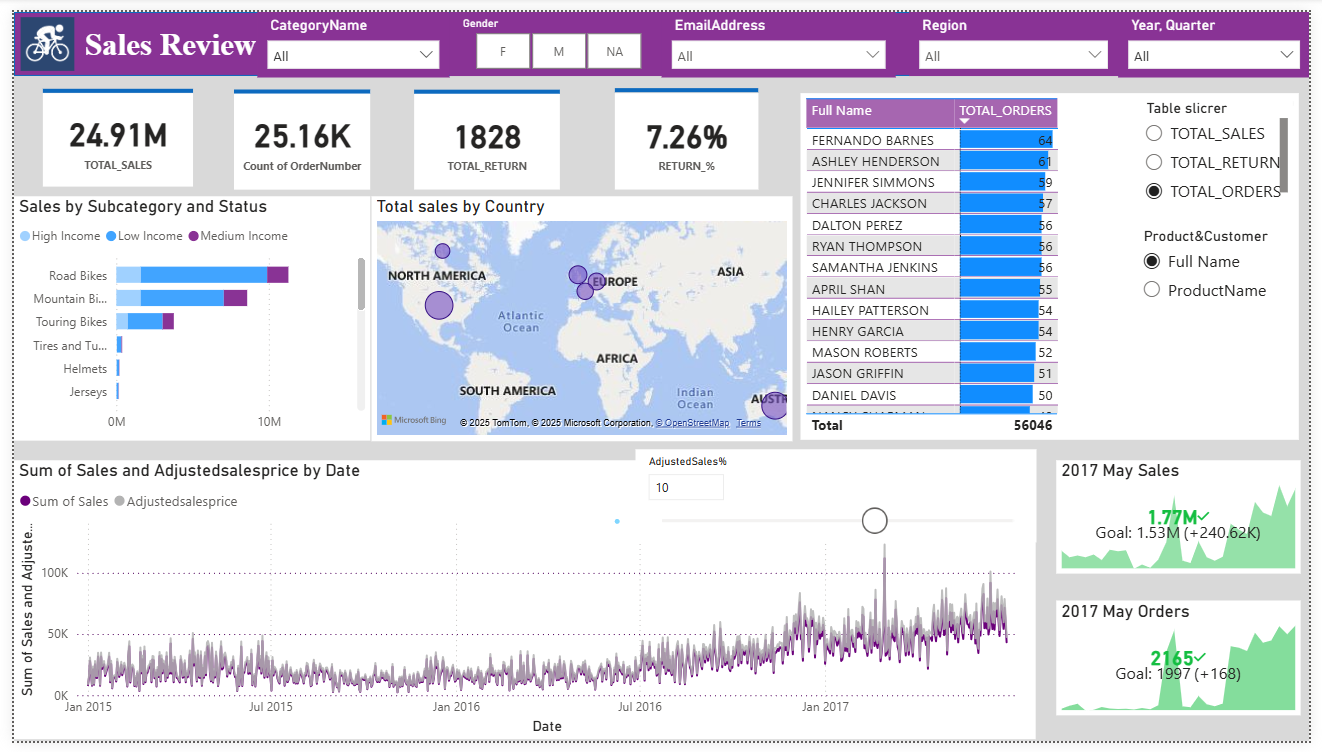 Sales Review
CategoryName
All
Gender
F
M
NA
EmailAddress
All
Region
All
Year, Quarter
All
24.91M
TOTAL_SALES
25.16K
Count of OrderNumber
1828
TOTAL_RETURN
7.26%
RETURN_%
Full Name TOTAL_ORDERS
FERNANDO BARNES 64
ASHLEY HENDERSON 61
JENNIFER SIMMONS 59
CHARLES JACKSON 57
DALTON PEREZ 56
RYAN THOMPSON 56
SAMANTHA JENKINS 56
APRIL SHAN 55
HAILEY PATTERSON 54
HENRY GARCIA 54
MASON ROBERTS 52
JASON GRIFFIN 51
DANIEL DAVIS 50
Total 56046
Table slicrer
TOTAL_SALES
TOTAL_RETURN
TOTAL_ORDERS
Product&Customer
Full Name
ProductName
Sales by Subcategory and Status
High Income Low Income Medium Income
Road Bikes
Mountain Bi...
Touring Bikes
Tires and Tu...
Helmets
Jerseys
0M 10M
Total sales by Country
NORTH AMERICA
EUROPE
ASIA
Atlantic
Ocean
AFRICA
SOUTH AMERICA
Indian
Ocean
AUSTR
Microsoft Bing
© 2025 TomTom, © 2025 Microsoft Corporation, © OpenStreetMap Terms
Sum of Sales and Adjustedsalesprice by Date
Sum of Sales Adjustedsalesprice
AdjustedSales%
10
Sum of Sales and Adjuste...
100K
50K
0K
Jan 2015 Jul 2015 Jan 2016 Jul 2016 Jan 2017
Date
2017 May Sales
1.77M
Goal: 1.53M (+240.62K)
2017 May Orders
2165
Goal: 1997 (+168)